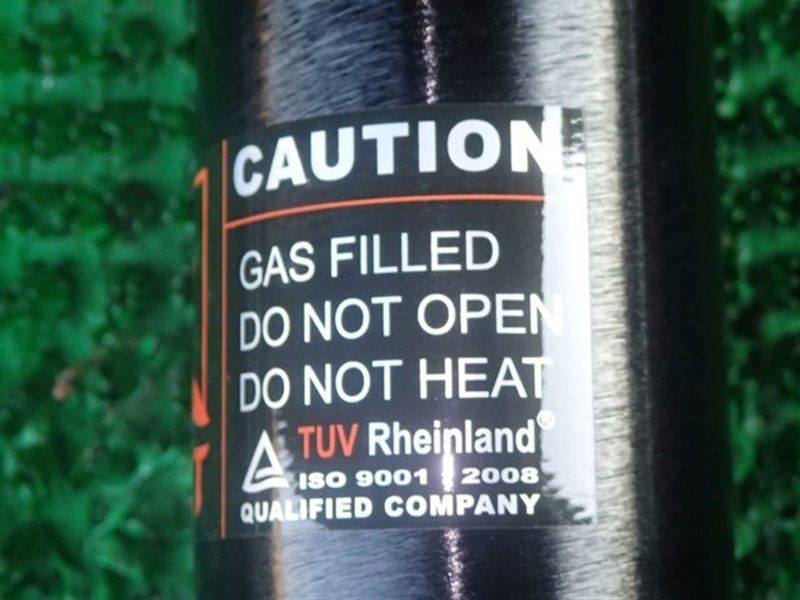 CAUTION
GAS FILLED
DO NOT OPEN
DO NOT HEAT
TUV Rheinland®
ISO 9001 : 2008
QUALIFIED COMPANY